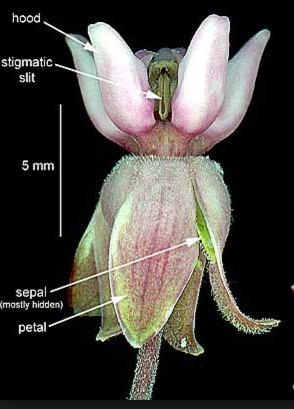 hood
stigmatic
slit
5 mm
sepal
(mostly hidden)
petal